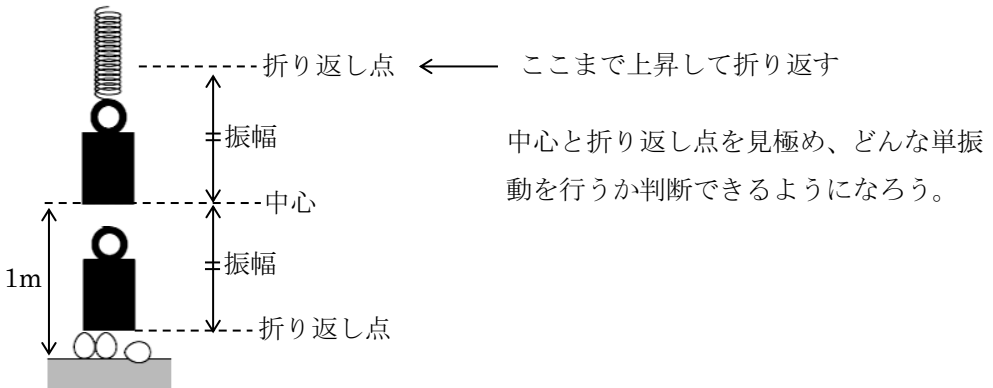 折り返し点
ここまで上昇して折り返す
振幅
中心と折り返し点を見極め、どんな単振
動を行うか判断できるようになろう。
中心
1m
振幅
折り返し点